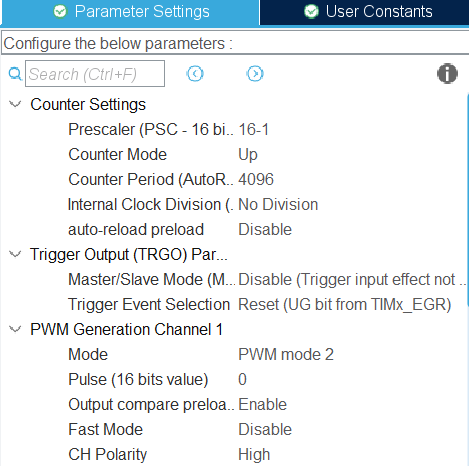 Parameter Settings User Constants
Configure the below parameters :
Search (Ctrl+F)
Counter Settings
Prescaler (PSC - 16 bi.. 16-1
Counter Mode Up
Counter Period (AutoR.. 4096
Internal Clock Division (. No Division
auto-reload preload Disable
Trigger Output (TRGO) Par...
Master/Slave Mode (M... Disable (Trigger input effect not ...
Trigger Event Selection Reset (UG bit from TIMx_EGR)
PWM Generation Channel 1
Mode PWM mode 2
Pulse (16 bits value) 0
Output compare preloa.. Enable
Fast Mode Disable
CH Polarity High